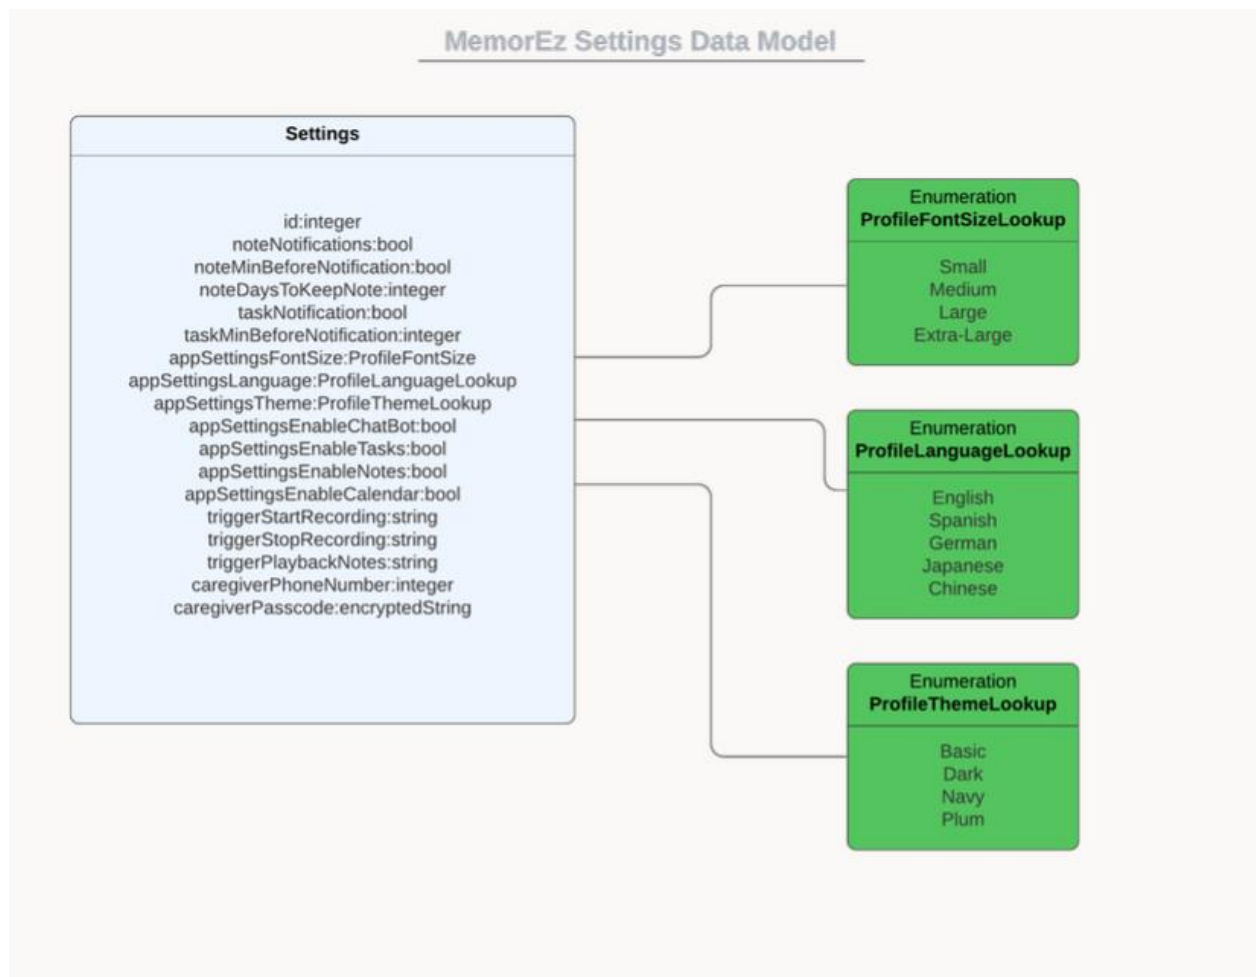 MemorEz Settings Data Model
Settings
id:integer
noteNotifications:bool
noteMinBeforeNotification:bool
noteDaysToKeepNote:integer
taskNotification:bool
taskMinBeforeNotification:integer
appSettingsFontSize:ProfileFontSize
appSettingsLanguage:ProfileLanguageLookup
appSettingsTheme:ProfileThemeLookup
appSettingsEnableChatBot:bool
appSettingsEnableTasks:bool
appSettingsEnableNotes:bool
appSettingsEnableCalendar:bool
triggerStartRecording:string
triggerStopRecording:string
triggerPlaybackNotes:string
caregiverPhoneNumber:integer
caregiverPasscode:encryptedString
Enumeration
ProfileFontSizeLookup
Small
Medium
Large
Extra-Large
Enumeration
ProfileLanguageLookup
English
Spanish
German
Japanese
Chinese
Enumeration
ProfileThemeLookup
Basic
Dark
Navy
Plum